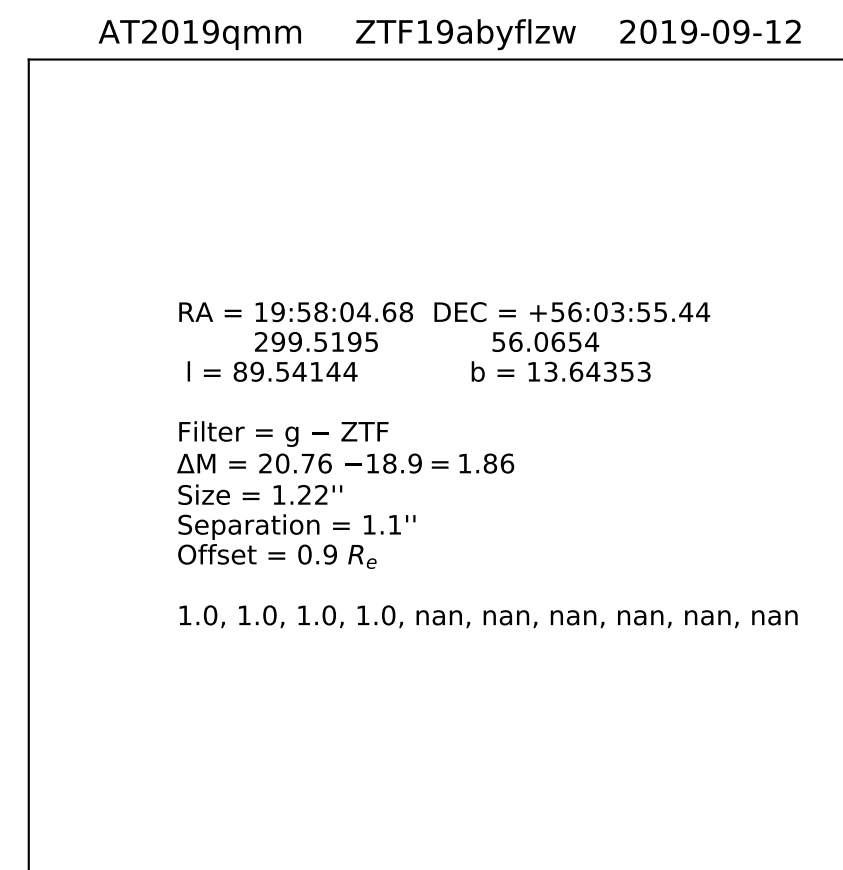 AT2019qmm ZTF19abyflzw 2019-09-12
RA = 19:58:04.68 DEC = +56:03:55.44
299.5195 56.0654
l = 89.54144 b = 13.64353
Filter = g − ZTF
ΔM = 20.76 −18.9 = 1.86
Size = 1.22''
Separation = 1.1''
Offset = 0.9 Rₑ
1.0, 1.0, 1.0, 1.0, nan, nan, nan, nan, nan, nan